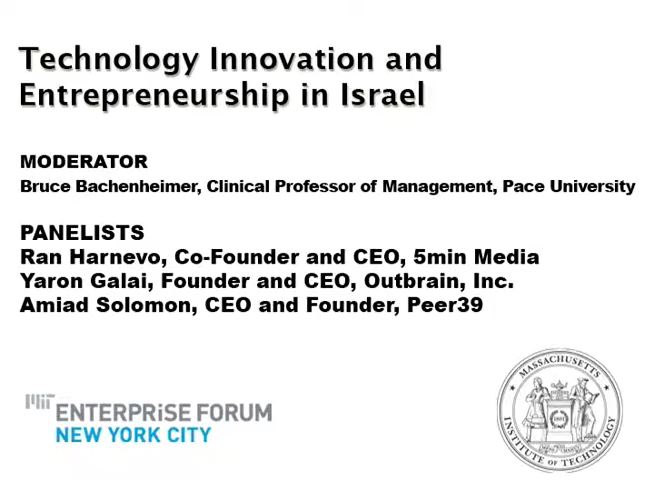 Technology Innovation and
Entrepreneurship in Israel
MODERATOR
Bruce Bachenheimer, Clinical Professor of Management, Pace University
PANELISTS
Ran Harnevo, Co-Founder and CEO, 5min Media
Yaron Galai, Founder and CEO, Outbrain, Inc.
Amiad Solomon, CEO and Founder, Peer39
MIT ENTERPRISE FORUM
NEW YORK CITY
MASSACHUSETTS
INSTITUTE OF TECHNOLOGY